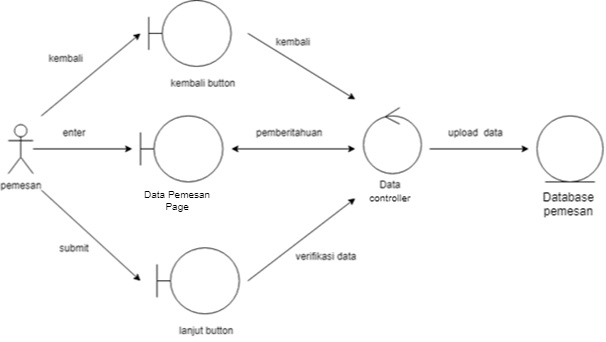 kembali
kembali
kembali button
enter
pemberitahuan
upload data
pemesan
Data Pemesan
Page
Data
controller
Database
pemesan
submit
verifikasi data
lanjut button